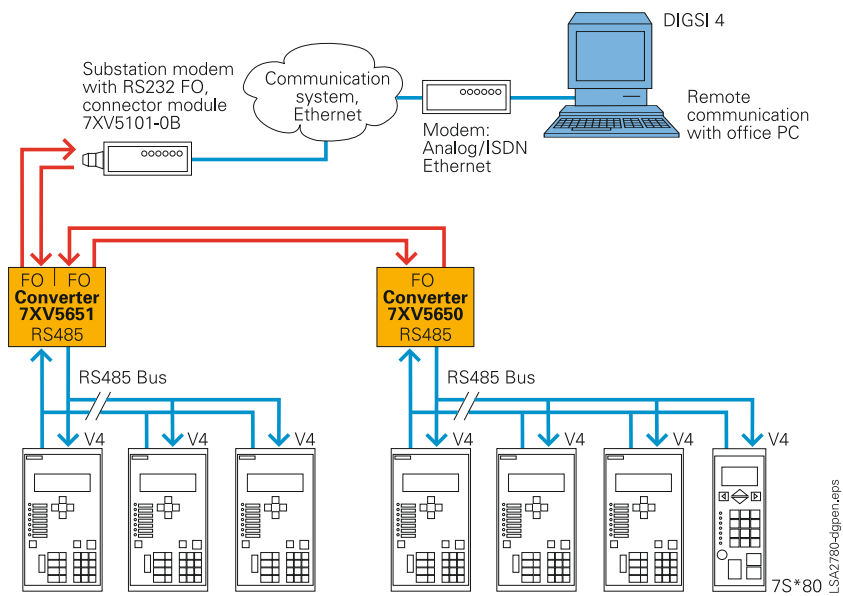 DIGSI 4
Substation modem
with RS232 FO,
connector module
7XV5101-0B
Communication
system,
Ethernet
Modem:
Analog/ISDN
Ethernet
Remote
communication
with office PC
FO FO
Converter
7XV5651
RS485
FO
Converter
7XV5650
RS485
RS485 Bus
RS485 Bus
V4
V4
V4
V4
V4
V4
V4
7S*80
LSA2780-dgpen.eps